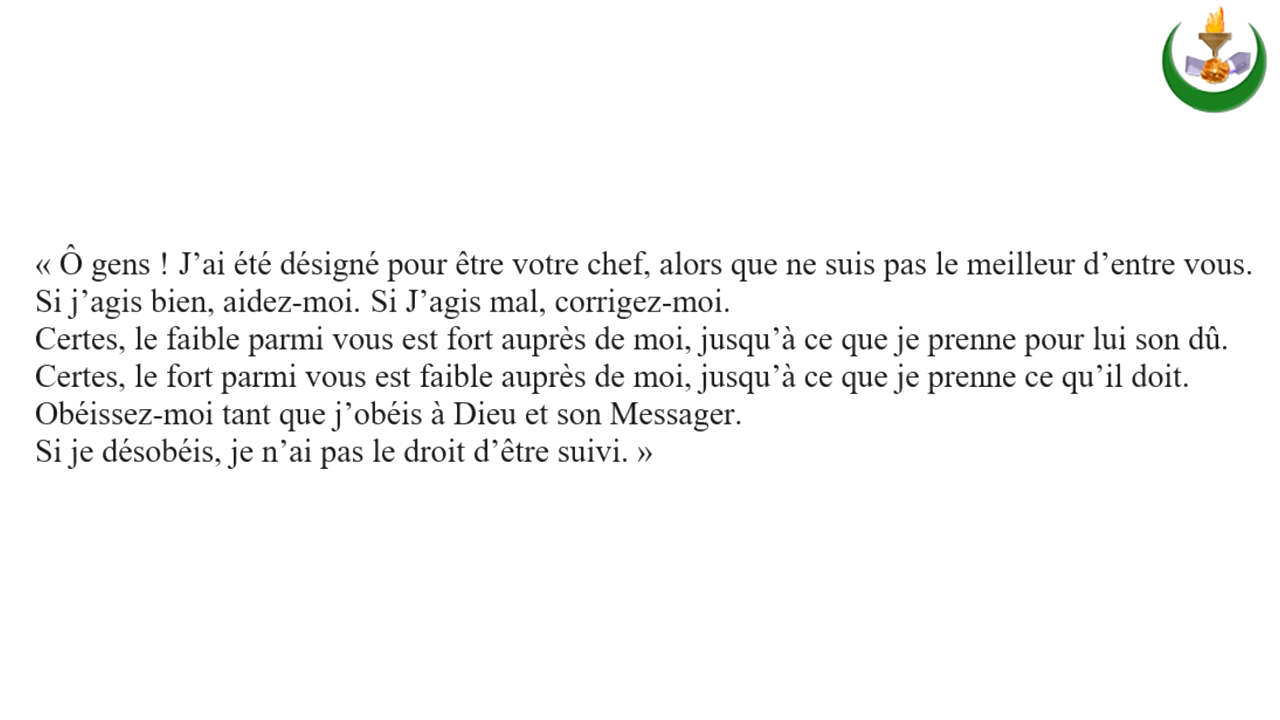 « Ô gens ! J’ai été désigné pour être votre chef, alors que ne suis pas le meilleur d’entre vous.
Si j’agis bien, aidez-moi. Si J’agis mal, corrigez-moi.
Certes, le faible parmi vous est fort auprès de moi, jusqu’à ce que je prenne pour lui son dû.
Certes, le fort parmi vous est faible auprès de moi, jusqu’à ce que je prenne ce qu’il doit.
Obéissez-moi tant que j’obéis à Dieu et son Messager.
Si je désobéis, je n’ai pas le droit d’être suivi. »